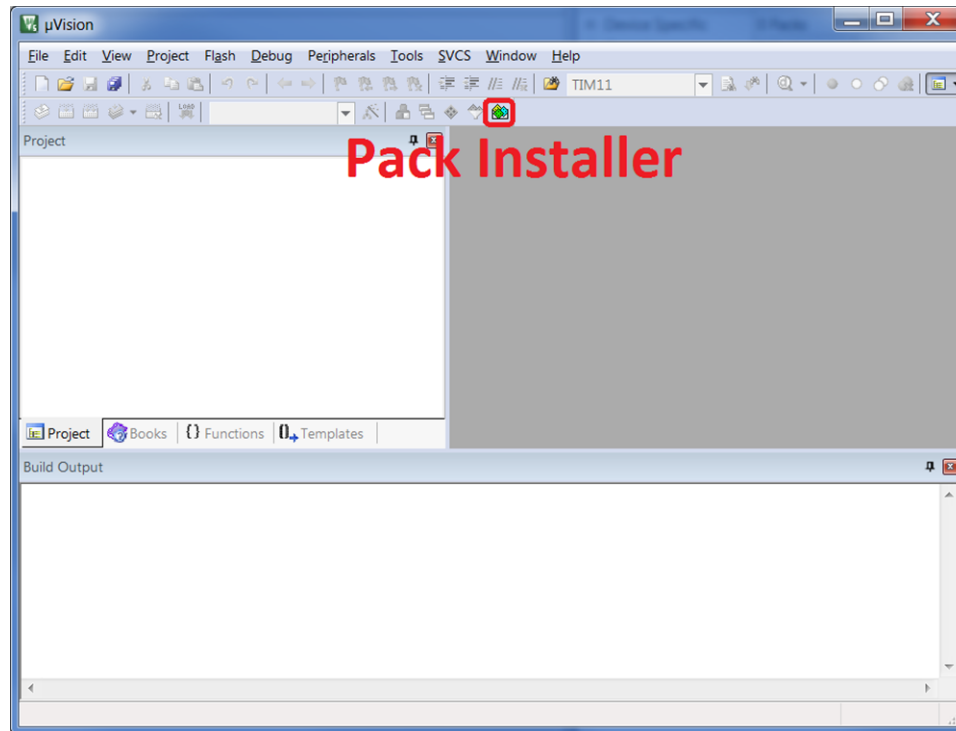 µVision
File Edit View Project Flash Debug Peripherals Tools SVCS Window Help
TIM11
LOAD
Project
Pack Installer
Project Books {} Functions Templates
Build Output